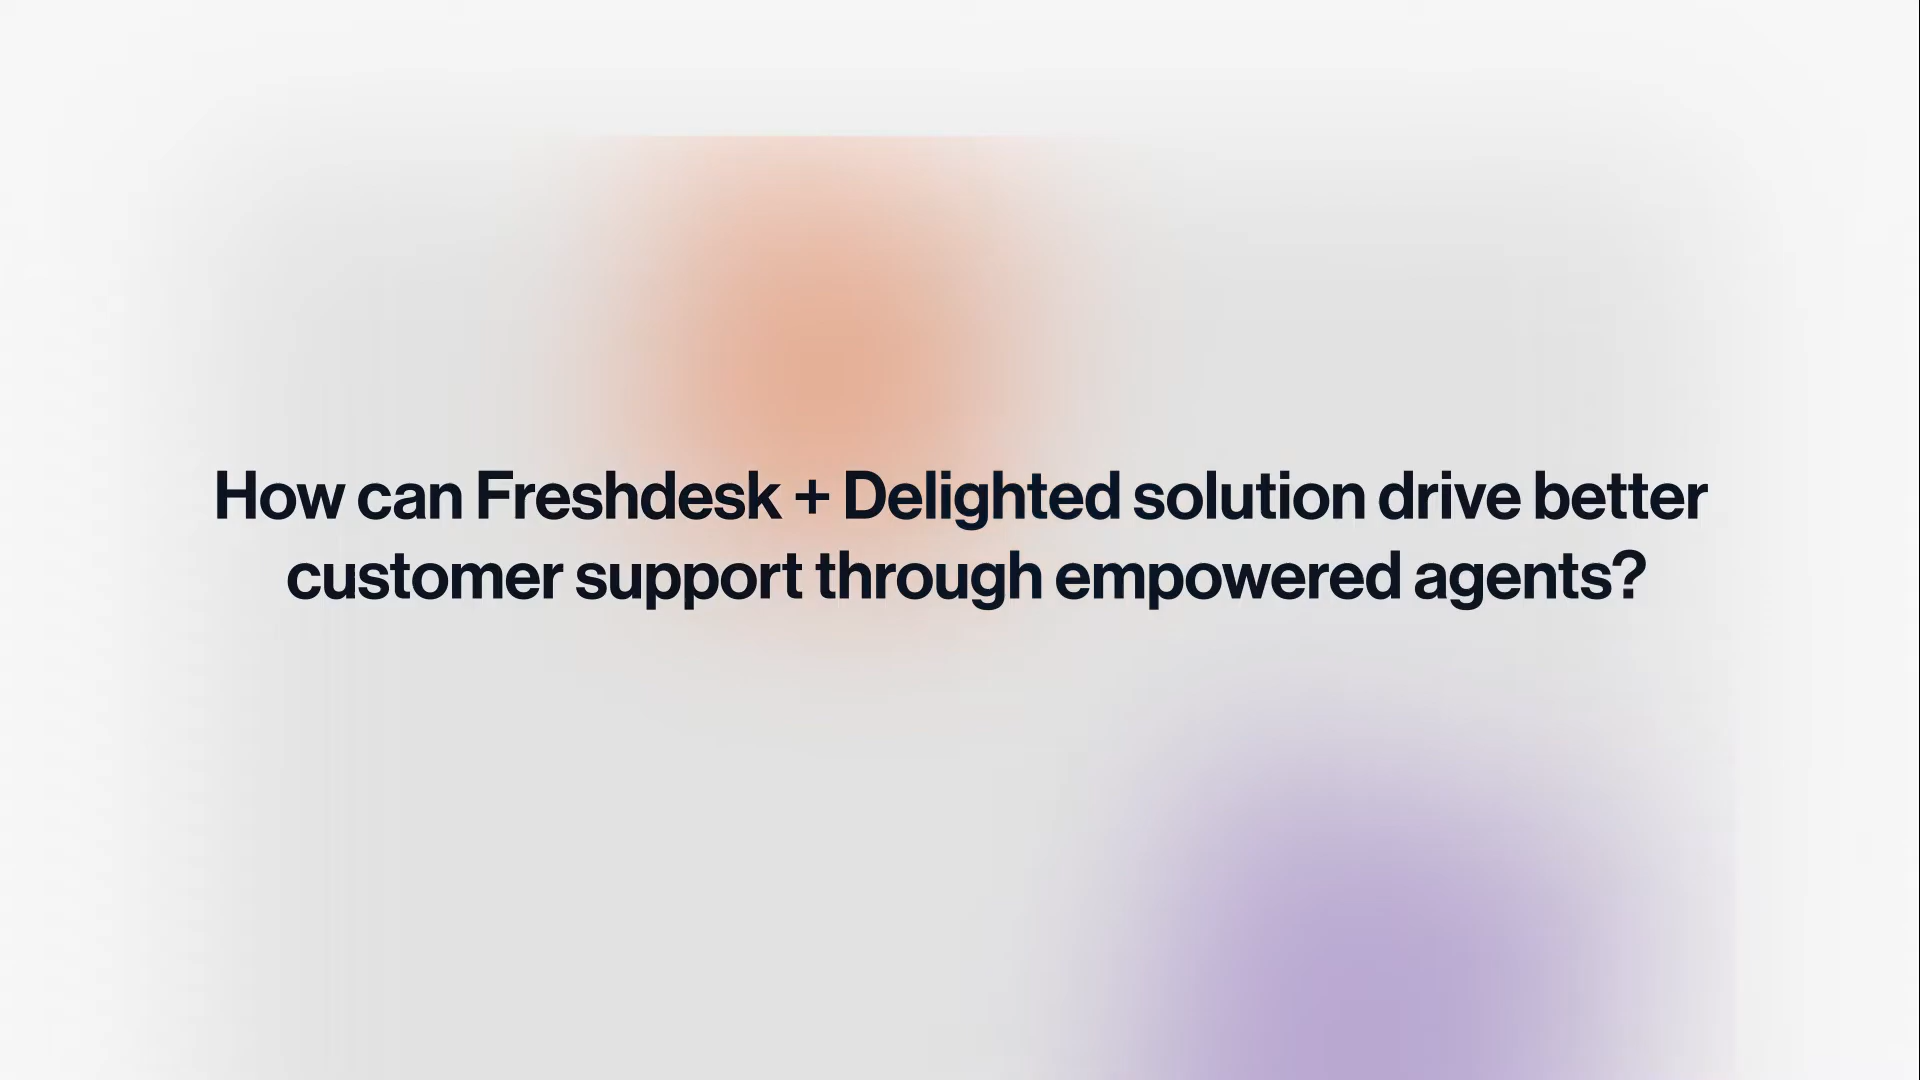 How can Freshdesk + Delighted solution drive better
customer support through empowered agents?